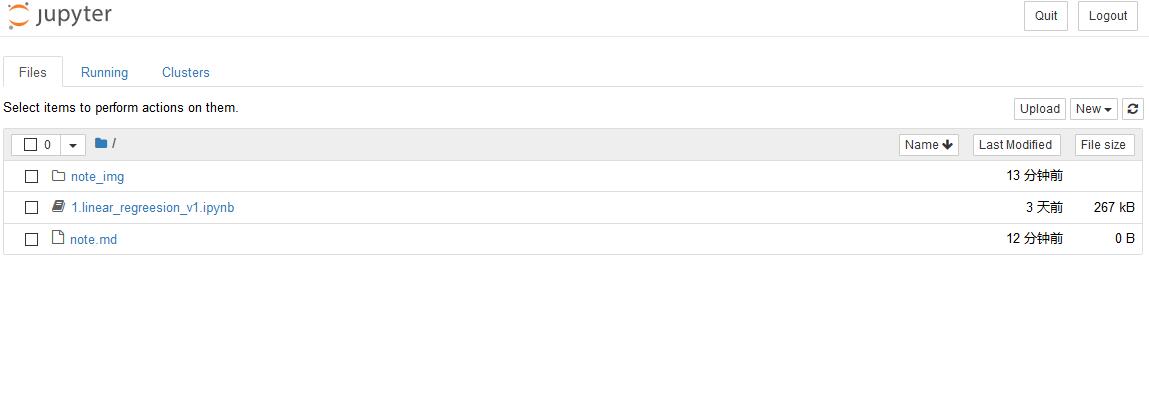 jupyter Quit Logout
Files Running Clusters
Select items to perform actions on them. Upload New
0 / Name Last Modified File size
note_img 13 分钟前
1.linear_regreesion_v1.ipynb 3 天前 267 kB
note.md 12 分钟前 0 B